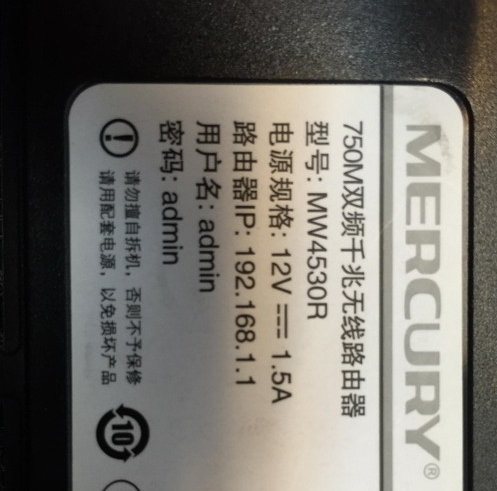 MERCURY®
750M双频千兆无线路由器
型号: MW4530R
电源规格: 12V ⎓ 1.5A
路由器IP: 192.168.1.1
用户名: admin
密码: admin
请勿擅自拆机，否则不予保修
请用配套电源，以免损坏产品
10